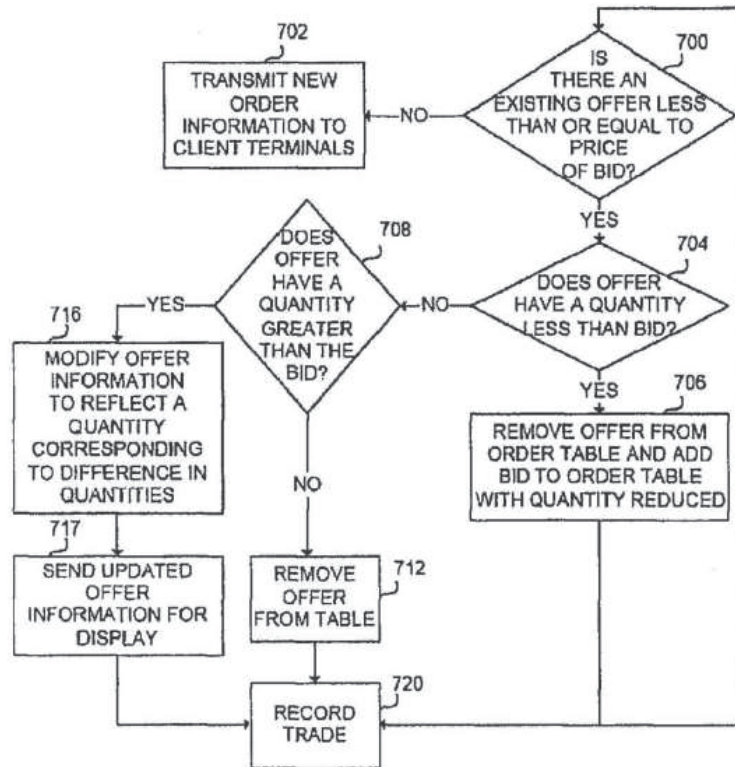 702
TRANSMIT NEW
ORDER
INFORMATION TO
CLIENT TERMINALS
NO
700
IS
THERE AN
EXISTING OFFER LESS
THAN OR EQUAL TO
PRICE
OF BID?
YES
704
DOES OFFER
HAVE A QUANTITY
LESS THAN BID?
NO
YES
708
DOES
OFFER
HAVE A
QUANTITY
GREATER
THAN THE
BID?
YES
NO
716
MODIFY OFFER
INFORMATION
TO REFLECT A
QUANTITY
CORRESPONDING
TO DIFFERENCE IN
QUANTITIES
706
REMOVE OFFER FROM
ORDER TABLE AND ADD
BID TO ORDER TABLE
WITH QUANTITY REDUCED
717
SEND UPDATED
OFFER
INFORMATION FOR
DISPLAY
712
REMOVE
OFFER
FROM TABLE
720
RECORD
TRADE